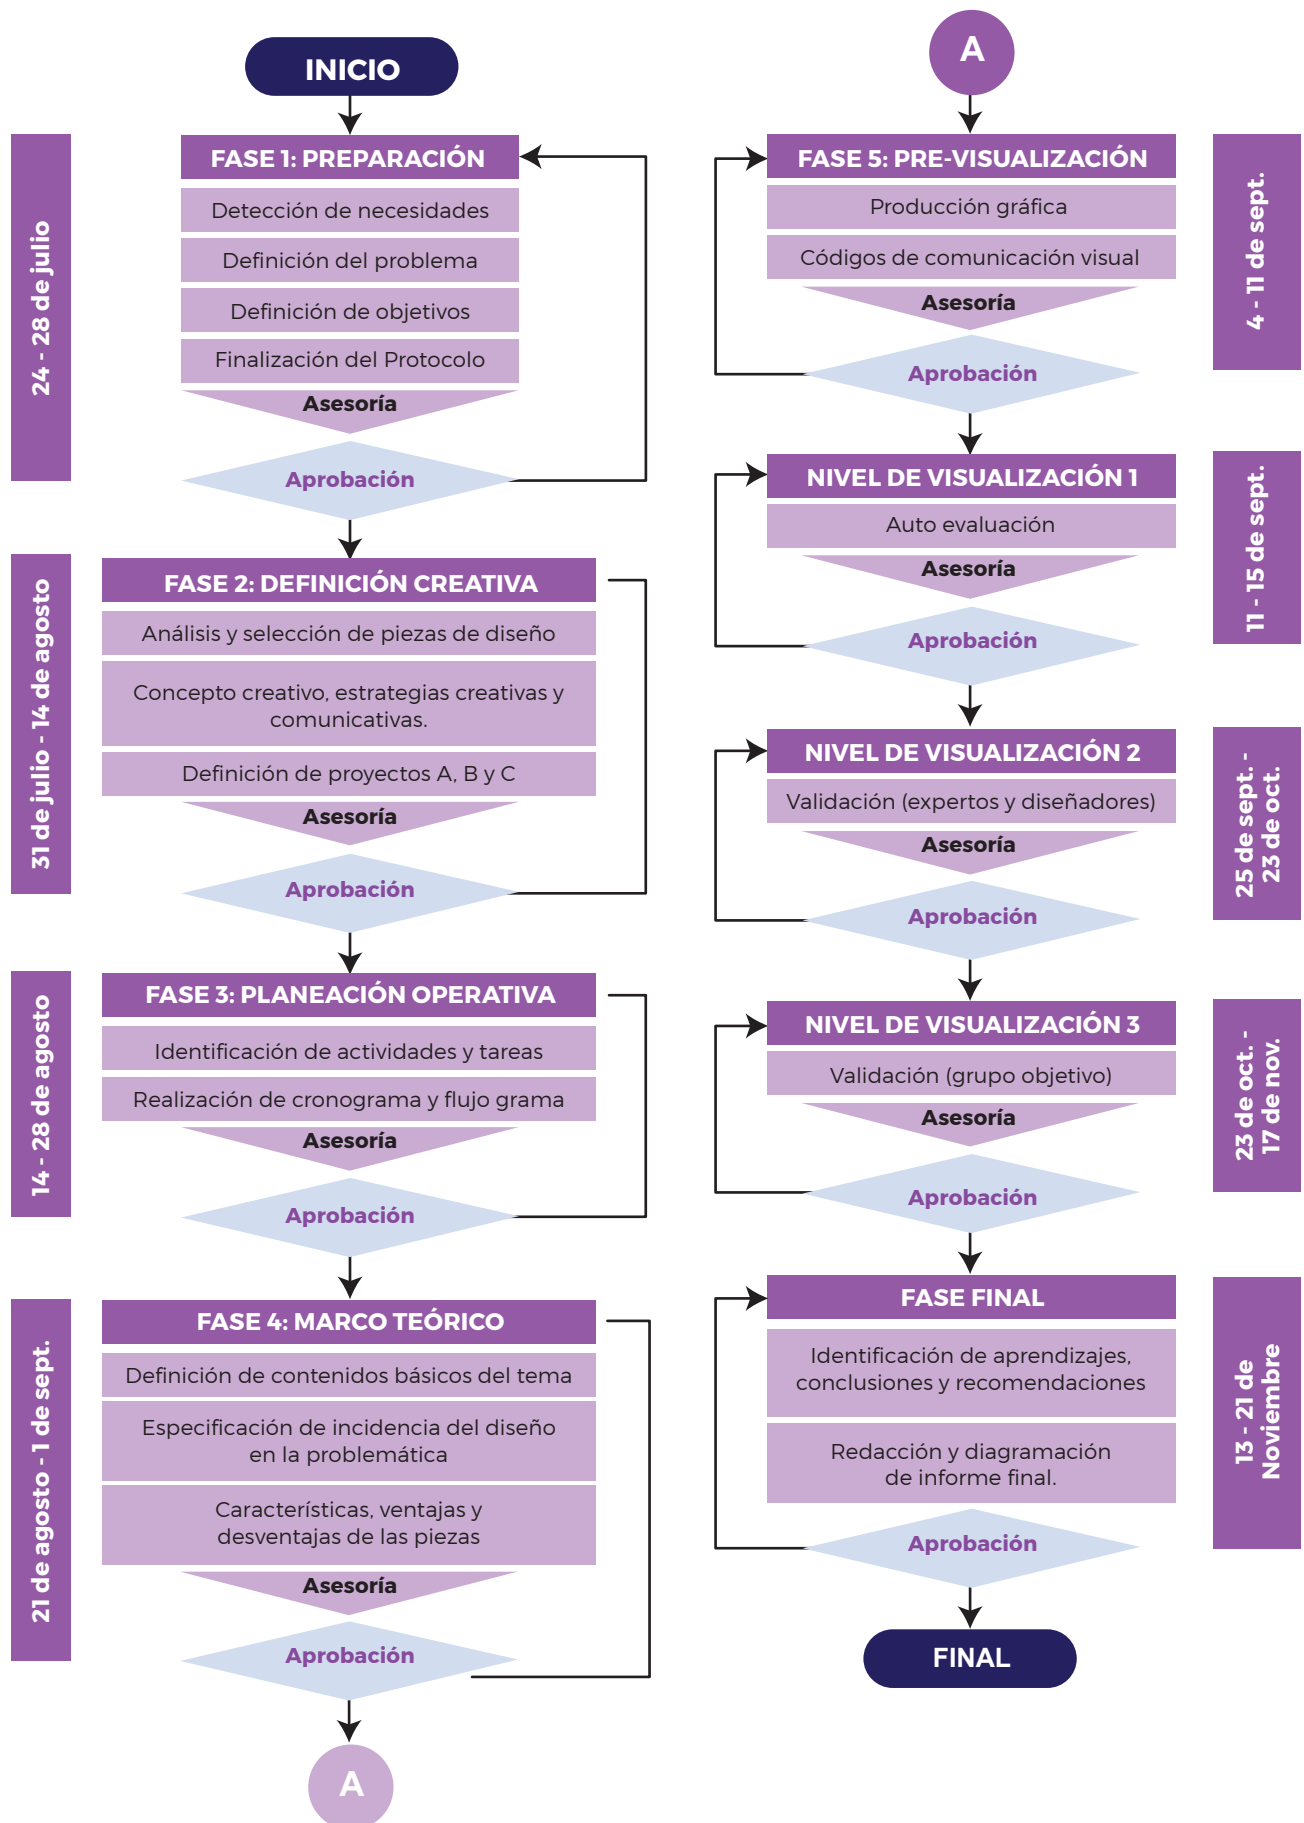 INICIO
24 - 28 de julio
FASE 1: PREPARACIÓN
Detección de necesidades
Definición del problema
Definición de objetivos
Finalización del Protocolo
Asesoría
Aprobación
31 de julio - 14 de agosto
FASE 2: DEFINICIÓN CREATIVA
Análisis y selección de piezas de diseño
Concepto creativo, estrategias creativas y
comunicativas.
Definición de proyectos A, B y C
Asesoría
Aprobación
14 - 28 de agosto
FASE 3: PLANEACIÓN OPERATIVA
Identificación de actividades y tareas
Realización de cronograma y flujo grama
Asesoría
Aprobación
21 de agosto - 1 de sept.
FASE 4: MARCO TEÓRICO
Definición de contenidos básicos del tema
Especificación de incidencia del diseño
en la problemática
Característícas, ventajas y
desventajas de las piezas
Asesoría
Aprobación
A
A
FASE 5: PRE-VISUALIZACIÓN
Producción gráfica
Códigos de comunicación visual
Asesoría
Aprobación
4 - 11 de sept.
NIVEL DE VISUALIZACIÓN 1
Auto evaluación
Asesoría
Aprobación
11 - 15 de sept.
NIVEL DE VISUALIZACIÓN 2
Validación (expertos y diseñadores)
Asesoría
Aprobación
25 de sept. -
23 de oct.
NIVEL DE VISUALIZACIÓN 3
Validación (grupo objetivo)
Asesoría
Aprobación
23 de oct. -
17 de nov.
FASE FINAL
Identificación de aprendizajes,
conclusiones y recomendaciones
Redacción y diagramación
de informe final.
Aprobación
13 - 21 de
Noviembre
FINAL